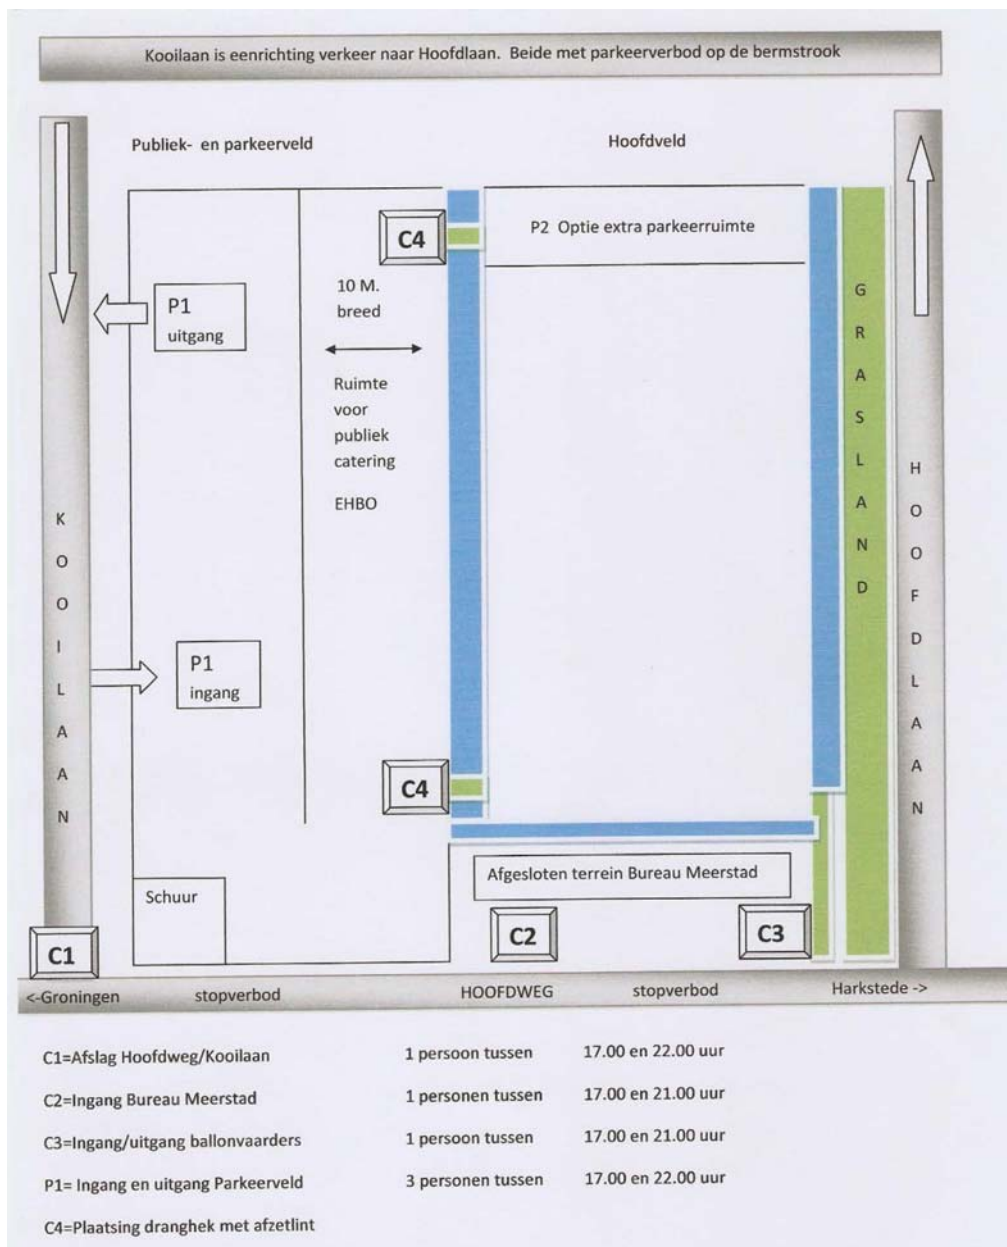 Kooilaan is eenrichting verkeer naar Hoofdlaan. Beide met parkeerverbod op de bermstrook
Publiek- en parkeerveld
Hoofdveld
C4
P2 Optie extra parkeerruimte
P1
uitgang
10 M.
breed
Ruimte
voor
publiek
catering
EHBO
GRASLAND
KOOILAAN
HOOFDLAAN
P1
ingang
C4
Schuur
Afgesloten terrein Bureau Meerstad
C1
C2
C3
<-Groningen stopverbod HOOFDWEG stopverbod Harkstede ->
C1=Afslag Hoofdweg/Kooilaan 1 persoon tussen 17.00 en 22.00 uur
C2=Ingang Bureau Meerstad 1 personen tussen 17.00 en 21.00 uur
C3=Ingang/uitgang ballonvaarders 1 persoon tussen 17.00 en 21.00 uur
P1= Ingang en uitgang Parkeerveld 3 personen tussen 17.00 en 22.00 uur
C4=Plaatsing dranghek met afzetlint